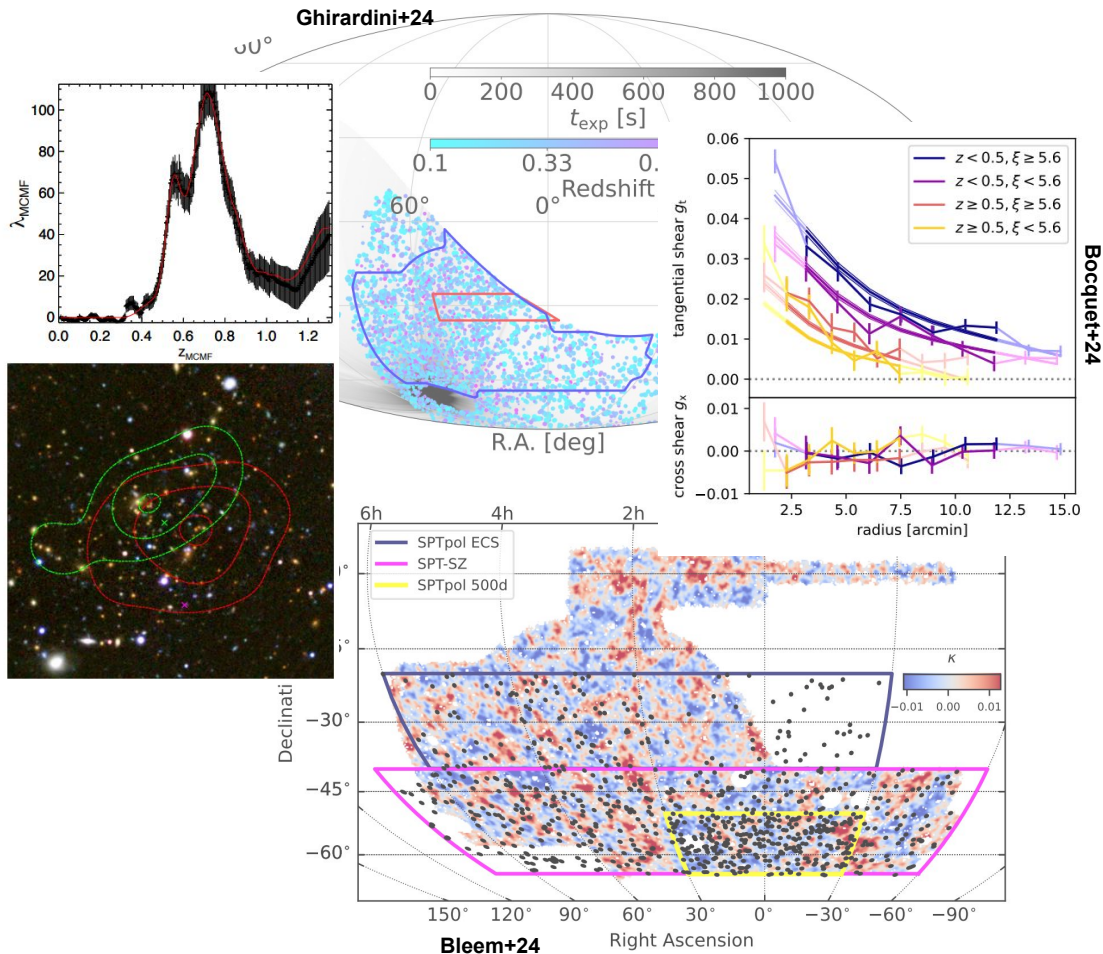 Ghirardini+24
60°
0 200 400 600 800 1000
t_exp [s]
0.1 0.33 0.
Redshift
60° 0°
R.A. [deg]
100
80
60
40
20
0
λ_MCMF
0.0 0.2 0.4 0.6 0.8 1.0 1.2
z_MCMF
0.06
0.05
0.04
0.03
0.02
0.01
0.00
tangential shear g_t
z < 0.5, ξ ≥ 5.6
z < 0.5, ξ < 5.6
z ≥ 0.5, ξ ≥ 5.6
z ≥ 0.5, ξ < 5.6
0.01
0.00
−0.01
cross shear g_x
2.5 5.0 7.5 10.0 12.5 15.0
radius [arcmin]
Bocquet+24
6h 4h 2h
SPTpol ECS
SPT-SZ
SPTpol 500d
κ
−0.01 0.00 0.01
0°
5°
−30°
−45°
−60°
Declinati
150° 120° 90° 60° 30° 0° −30° −60° −90°
Right Ascension
Bleem+24